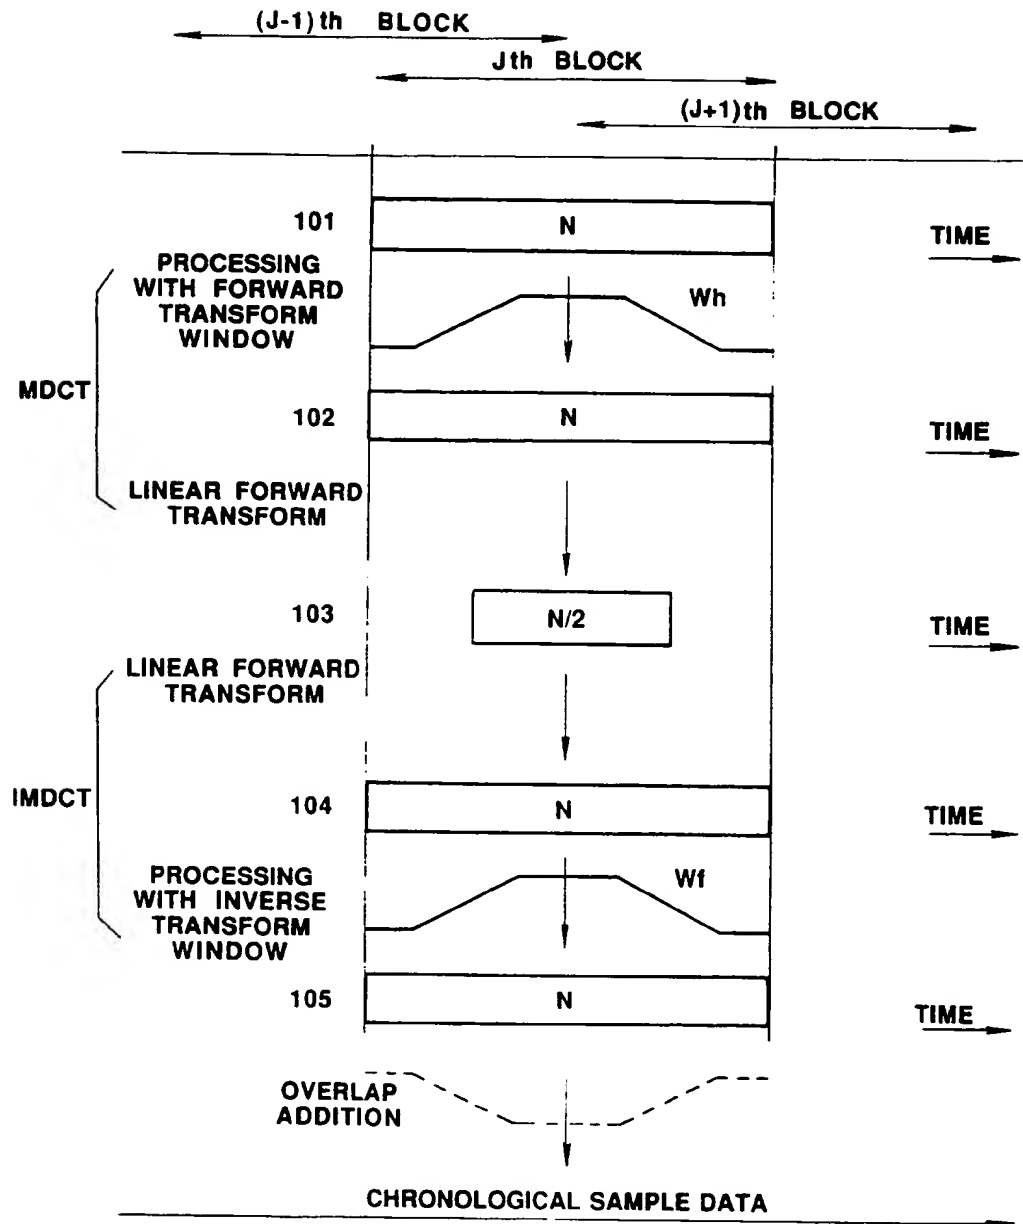 (J-1)th BLOCK
Jth BLOCK
(J+1)th BLOCK
101
N
TIME
PROCESSING
WITH FORWARD
TRANSFORM
WINDOW
Wh
MDCT
102
N
TIME
LINEAR FORWARD
TRANSFORM
103
N/2
TIME
LINEAR FORWARD
TRANSFORM
IMDCT
104
N
TIME
PROCESSING
WITH INVERSE
TRANSFORM
WINDOW
Wf
105
N
TIME
OVERLAP
ADDITION
CHRONOLOGICAL SAMPLE DATA